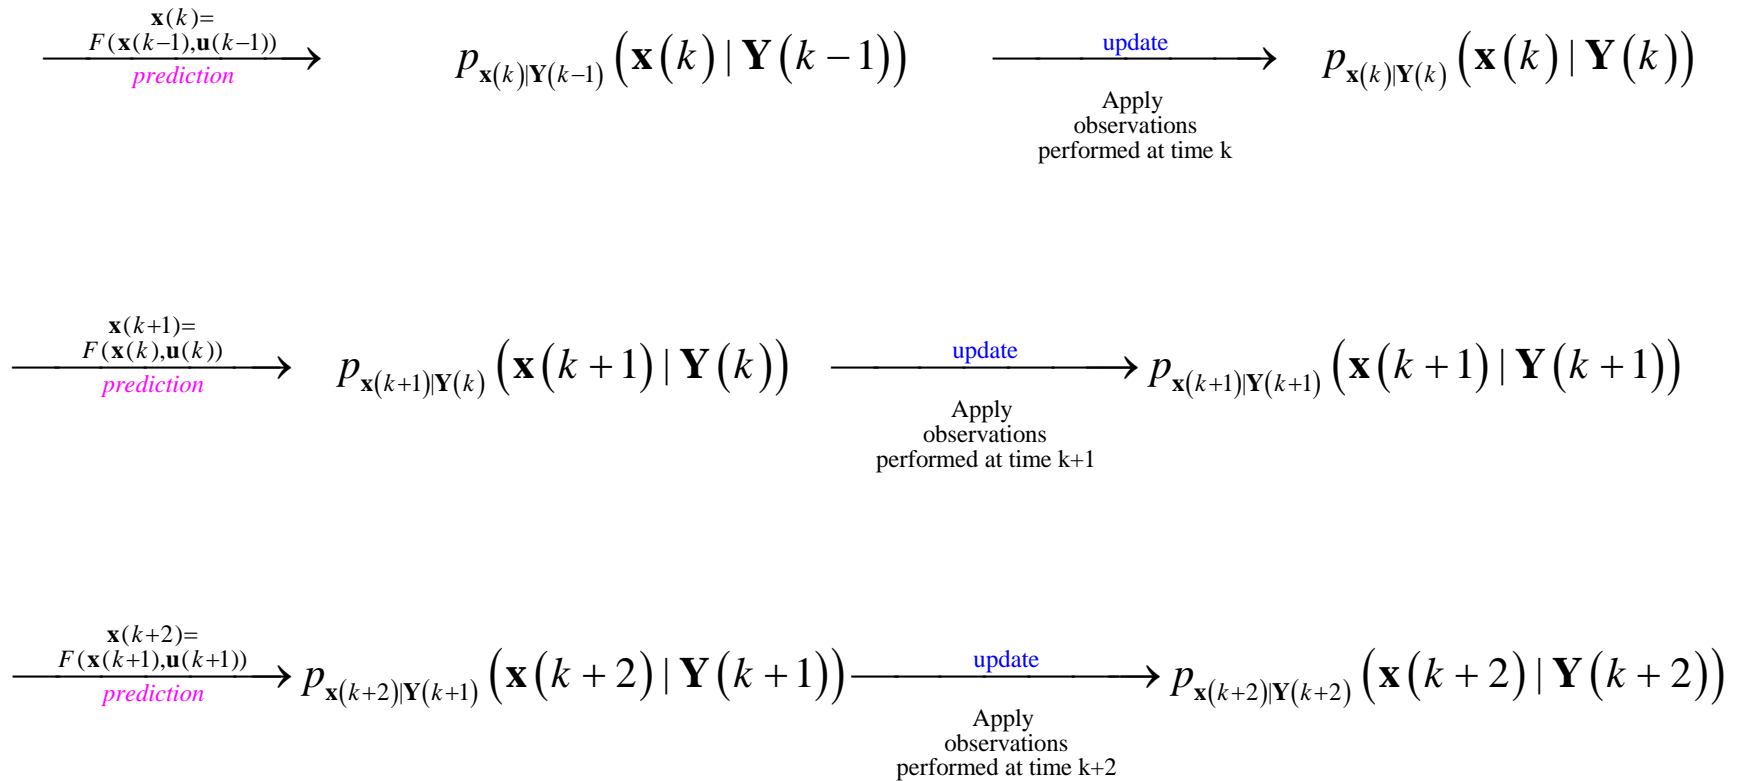 x(k)=
F(x(k−1),u(k−1))
prediction
p_{x(k)|Y(k−1)} (x(k) | Y(k − 1))
update
Apply
observations
performed at time k
p_{x(k)|Y(k)} (x(k) | Y(k))
x(k+1)=
F(x(k),u(k))
prediction
p_{x(k+1)|Y(k)} (x(k + 1) | Y(k))
update
Apply
observations
performed at time k+1
p_{x(k+1)|Y(k+1)} (x(k + 1) | Y(k + 1))
x(k+2)=
F(x(k+1),u(k+1))
prediction
p_{x(k+2)|Y(k+1)} (x(k + 2) | Y(k + 1))
update
Apply
observations
performed at time k+2
p_{x(k+2)|Y(k+2)} (x(k + 2) | Y(k + 2))